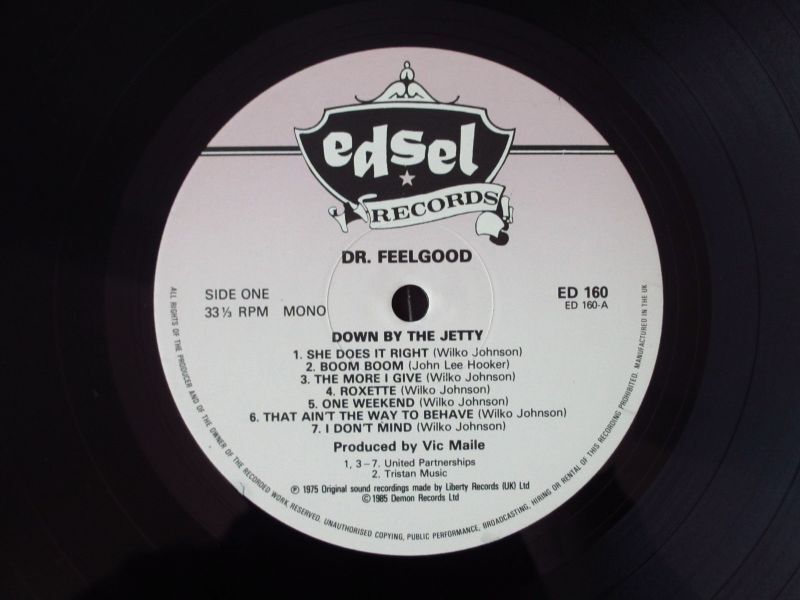 edsel
RECORDS
DR. FEELGOOD
SIDE ONE
33⅓ RPM MONO
ED 160
ED 160-A
DOWN BY THE JETTY
1. SHE DOES IT RIGHT (Wilko Johnson)
2. BOOM BOOM (John Lee Hooker)
3. THE MORE I GIVE (Wilko Johnson)
4. ROXETTE (Wilko Johnson)
5. ONE WEEKEND (Wilko Johnson)
6. THAT AIN'T THE WAY TO BEHAVE (Wilko Johnson)
7. I DON'T MIND (Wilko Johnson)
Produced by Vic Maile
1, 3-7. United Partnerships
2. Tristan Music
℗ 1975 Original sound recordings made by Liberty Records (UK) Ltd
© 1985 Demon Records Ltd
ALL RIGHTS OF THE PRODUCER AND OF THE OWNER OF THE RECORDED WORK RESERVED. UNAUTHORISED COPYING, PUBLIC PERFORMANCE, BROADCASTING, HIRING OR RENTAL OF THIS RECORDING PROHIBITED. MANUFACTURED IN THE UK